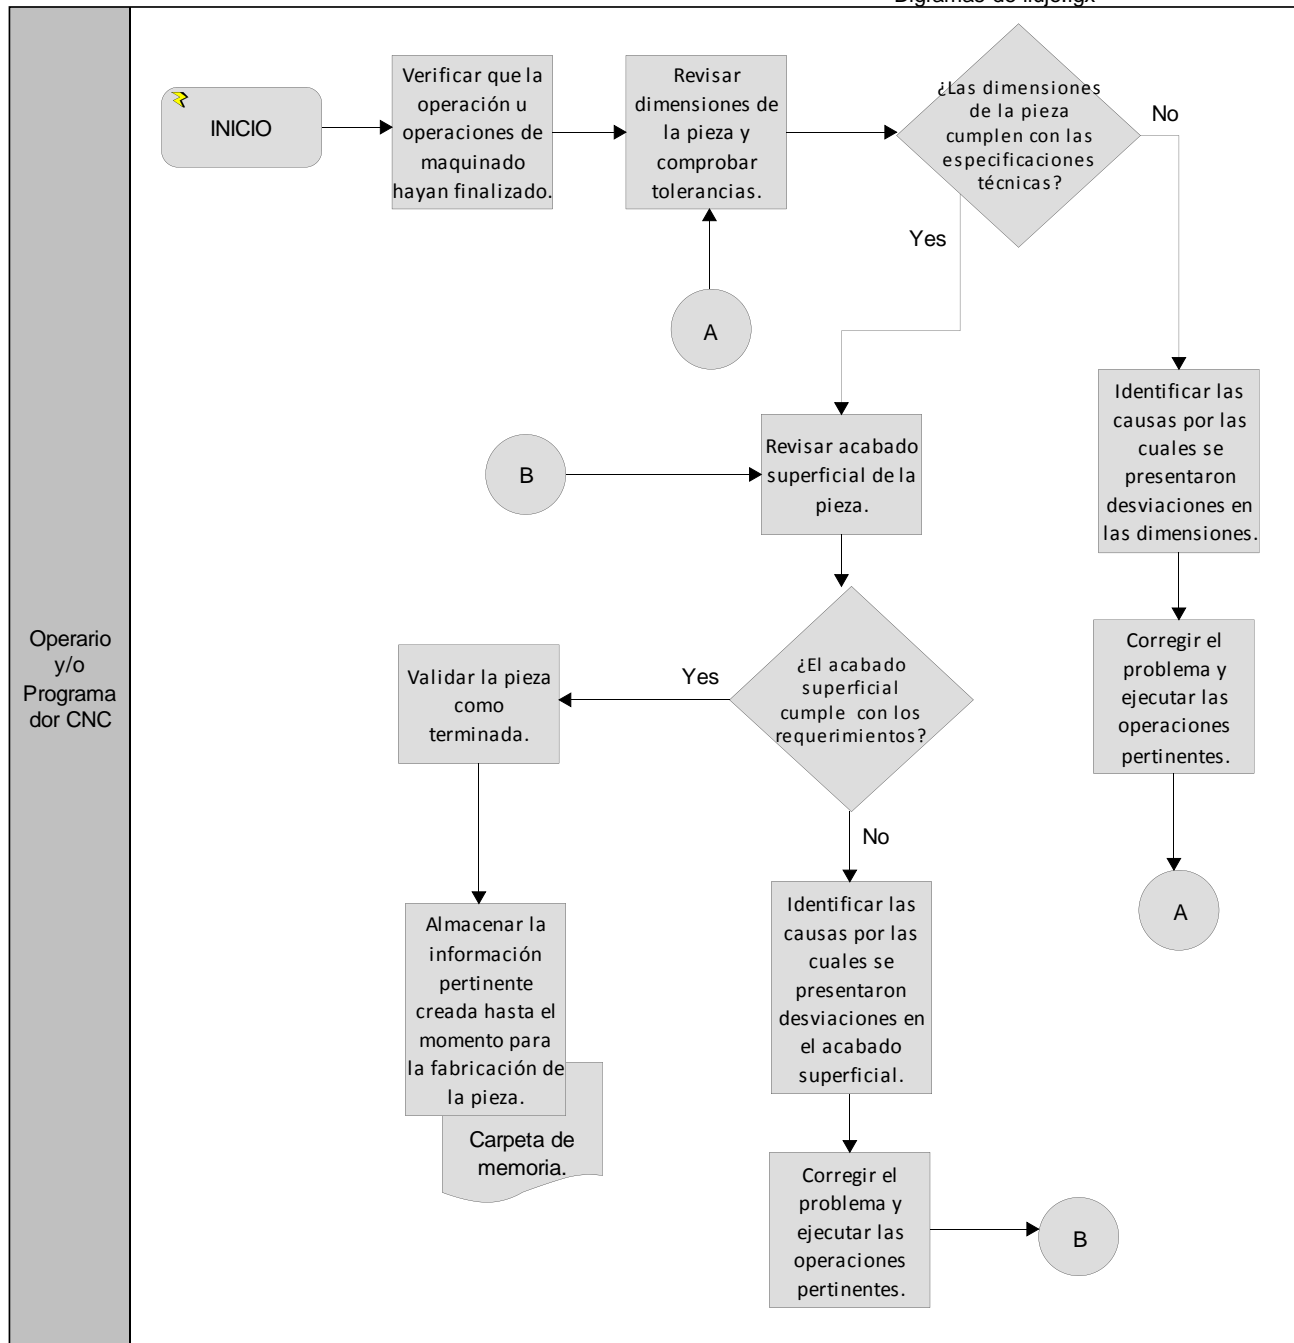 INICIO
Verificar que la
operación u
operaciones de
maquinado
hayan finalizado.
Revisar
dimensiones de
la pieza y
comprobar
tolerancias.
¿Las dimensiones
de la pieza
cumplen con las
especificaciones
técnicas?
No
Yes
A
Identificar las
causas por las
cuales se
presentaron
desviaciones en
las dimensiones.
B
Revisar acabado
superficial de la
pieza.
Operario
y/o
Programa
dor CNC
Validar la pieza
como
terminada.
Yes
¿El acabado
superficial
cumple con los
requerimientos?
Corregir el
problema y
ejecutar las
operaciones
pertinentes.
No
A
Almacenar la
información
pertinente
creada hasta el
momento para
la fabricación de
la pieza.
Carpeta de
memoria.
Identificar las
causas por las
cuales se
presentaron
desviaciones en
el acabado
superficial.
Corregir el
problema y
ejecutar las
operaciones
pertinentes.
B